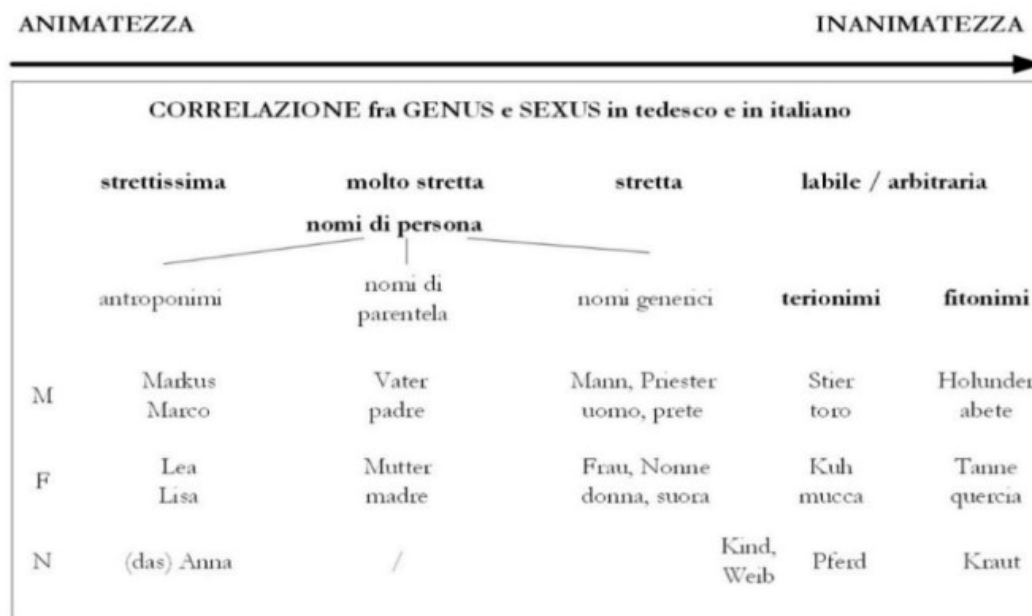 ANIMATEZZA INANIMATEZZA
CORRELAZIONE fra GENUS e SEXUS in tedesco e in italiano
strettissima molto stretta stretta labile / arbitraria
nomi di persona
antroponimi nomi di parentela nomi generici terionimi fitonimi
M Markus Vater Mann, Priester Stier Holunder
Marco padre uomo, prete toro abete
F Lea Mutter Frau, Nonne Kuh Tanne
Lisa madre donna, suora mucca quercia
N (das) Anna / Kind, Weib Pferd Kraut